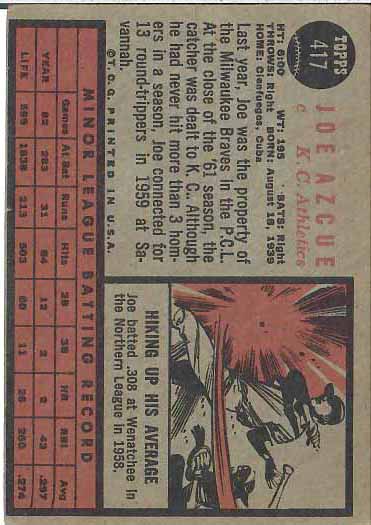 TOPPS
417
JOE AZCUE
c K. C. Athletics
HT: 6:00 WT: 195 BATS: Right
THROWS: Right BORN: August 18, 1939
HOME: Cienfuegos, Cuba
Last year, Joe was the property of
the Milwaukee Braves in the P.C.L.
At the close of the '61 season, the
catcher was dealt to K. C.. Although
he had never hit more than 3 hom-
ers in a season, Joe connected for
13 round-trippers in 1959 at Sa-
vannah.
© T. C. G. PRINTED IN U.S.A.
HIKING UP HIS AVERAGE
Joe batted .308 at Wenatchee in
the Northern League in 1958.
MINOR LEAGUE BATTING RECORD
Games At Bat Runs Hits 2B 3B HR RBI Avg
YEAR 82 283 31 84 12 2 2 43 .297
LIFE 595 1838 213 503 60 11 26 260 .274